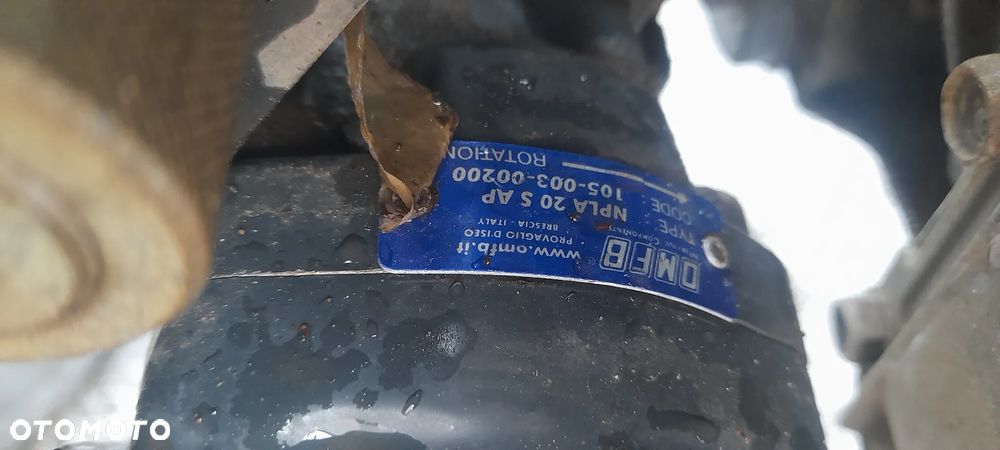 OMFB
www.omfb.it
PROVAGLIO D'ISEO
BRESCIA - ITALY
TYPE NPLA 20 S AP
CODE 105-003-00200
ROTATION
OTOMOTO